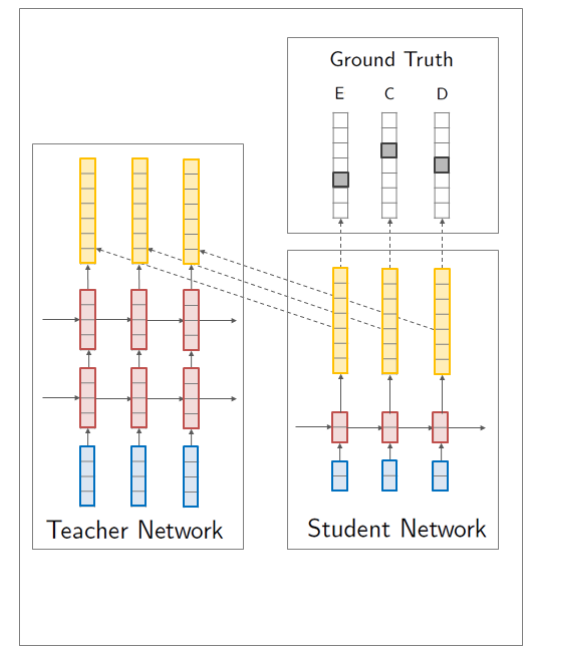 Ground Truth
E C D
Teacher Network
Student Network